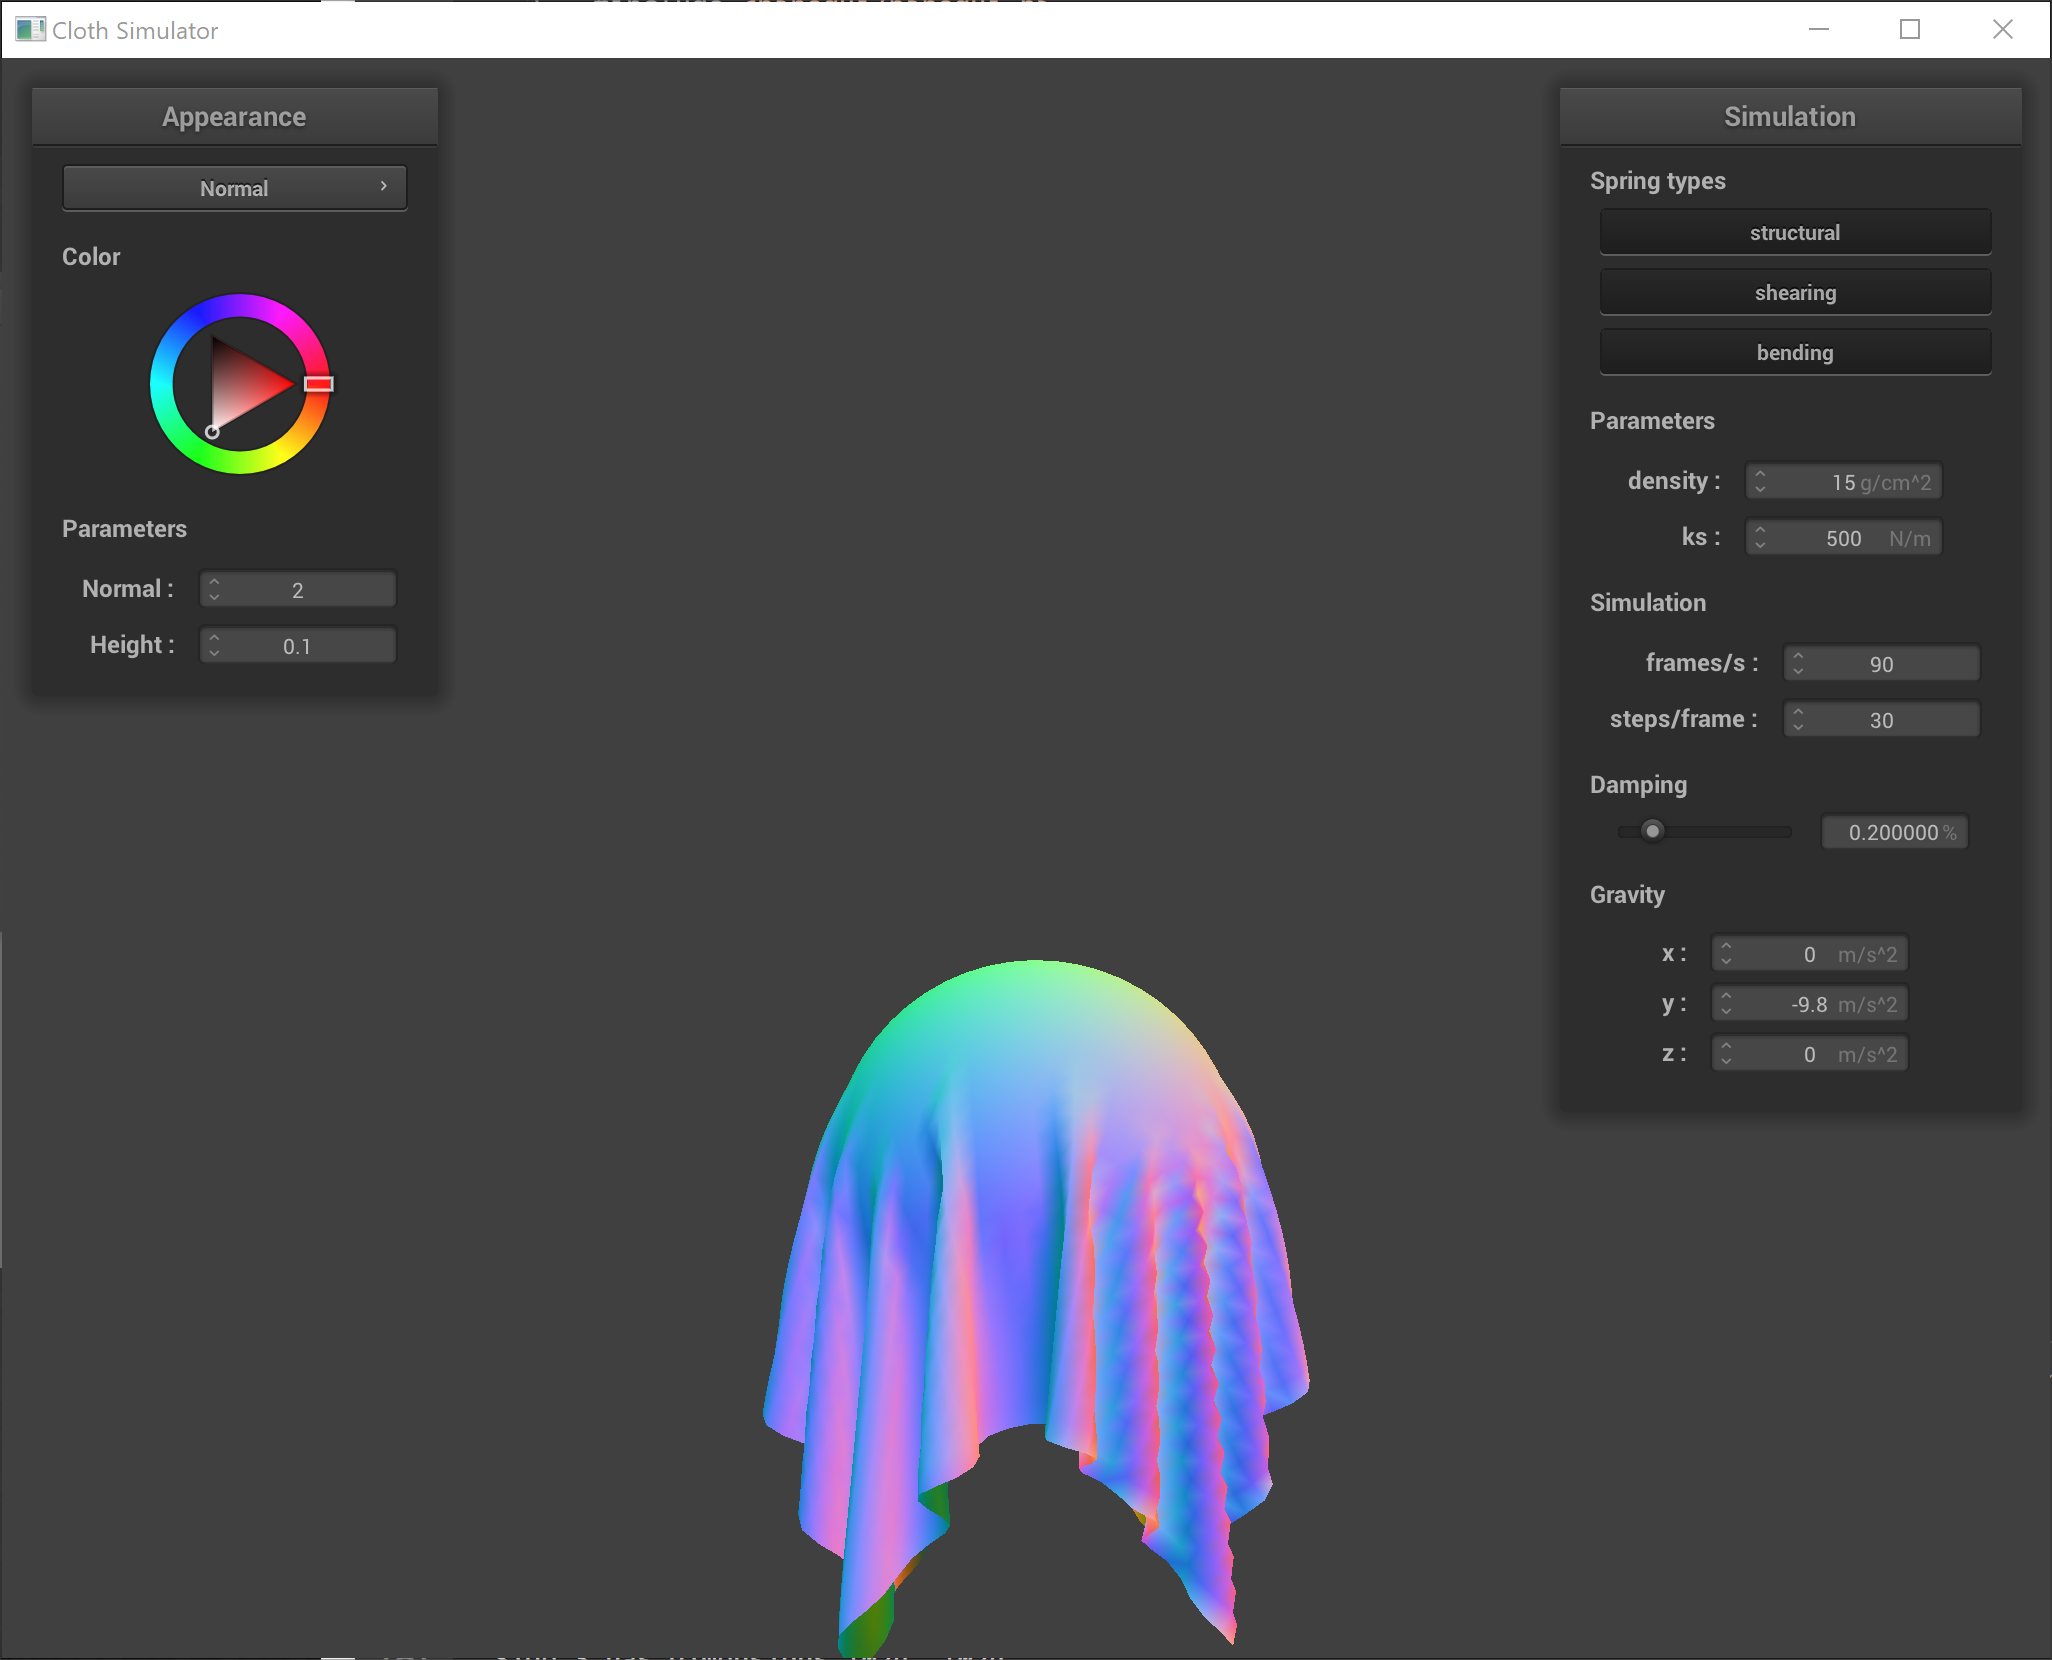 Cloth Simulator
Appearance
Normal
Color
Parameters
Normal : 2
Height : 0.1
Simulation
Spring types
structural
shearing
bending
Parameters
density : 15 g/cm^2
ks : 500 N/m
Simulation
frames/s : 90
steps/frame : 30
Damping
0.200000 %
Gravity
x : 0 m/s^2
y : -9.8 m/s^2
z : 0 m/s^2